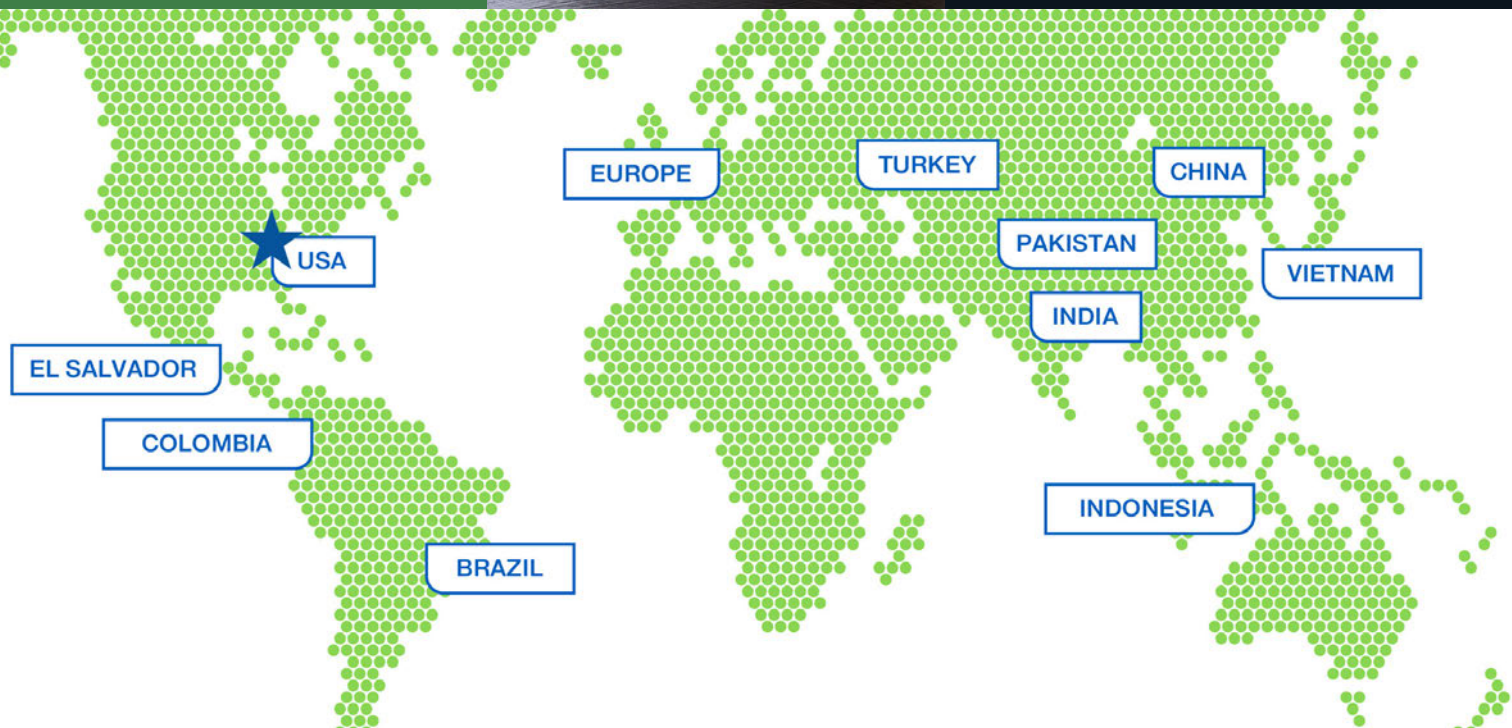 TURKEY
EUROPE
CHINA
PAKISTAN
USA
VIETNAM
INDIA
EL SALVADOR
COLOMBIA
INDONESIA
BRAZIL